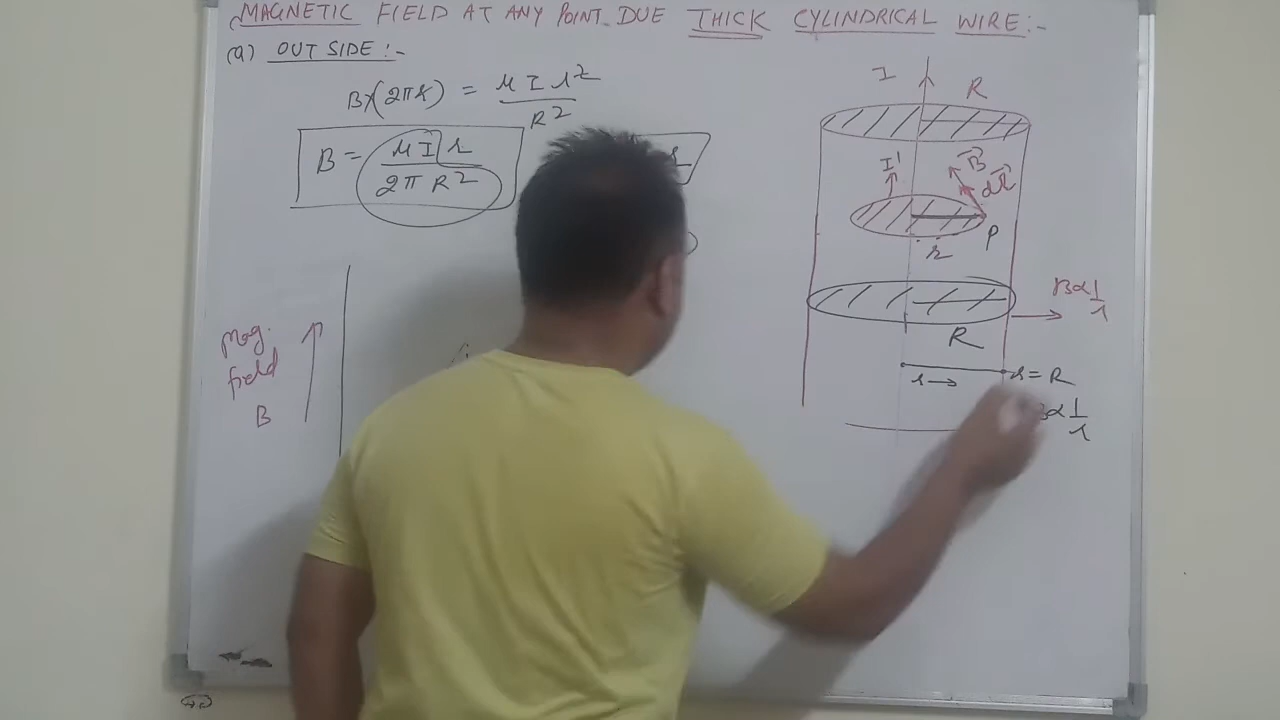 MAGNETIC FIELD AT ANY POINT DUE THICK CYLINDRICAL WIRE:-
(a) OUT SIDE:-
B×(2πr) = μ I r² / R²
B = μ I r / 2π R²
r
Mag.
field
B
I
R
I'
B⃗
dl⃗
P
r
B∝1/r
R
r→
r=R
B∝1/r